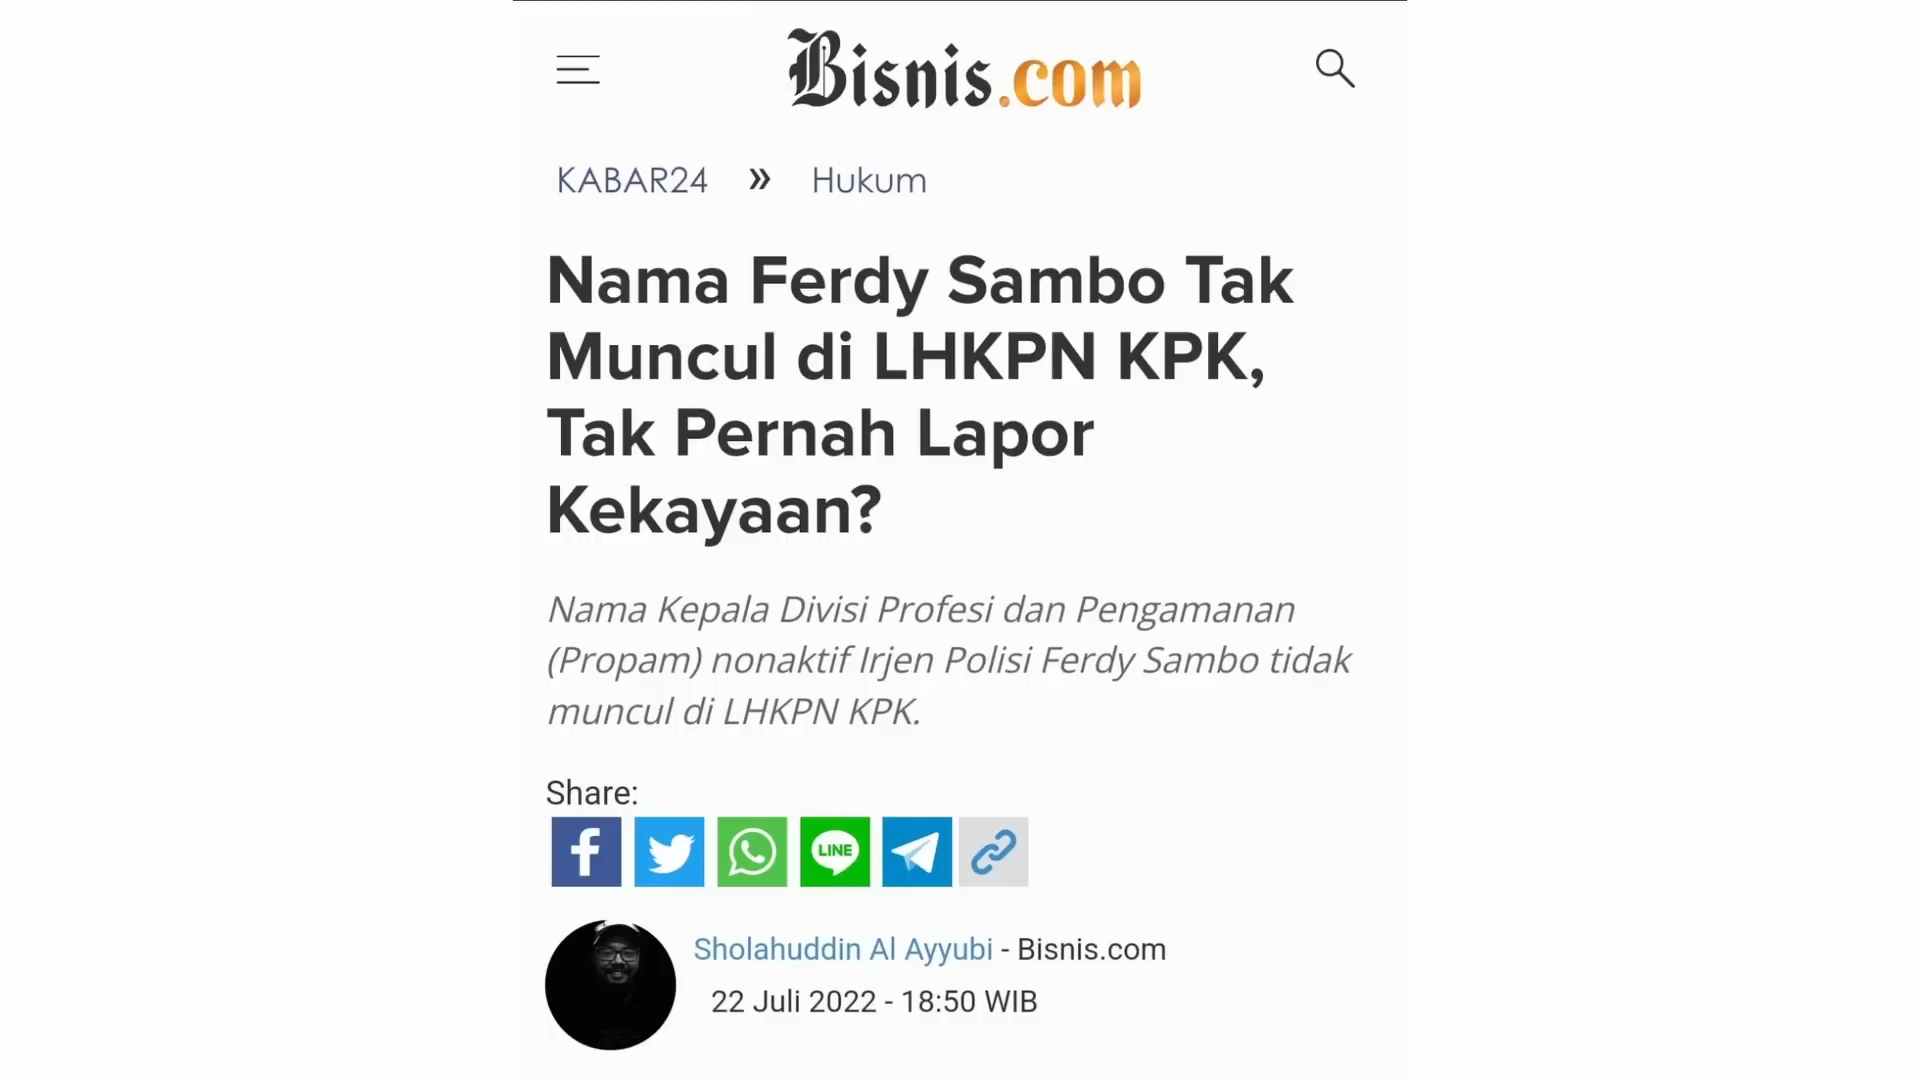 Bisnis.com
KABAR24 » Hukum
Nama Ferdy Sambo Tak
Muncul di LHKPN KPK,
Tak Pernah Lapor
Kekayaan?
Nama Kepala Divisi Profesi dan Pengamanan
(Propam) nonaktif Irjen Polisi Ferdy Sambo tidak
muncul di LHKPN KPK.
Share:
LINE
Sholahuddin Al Ayyubi - Bisnis.com
22 Juli 2022 - 18:50 WIB